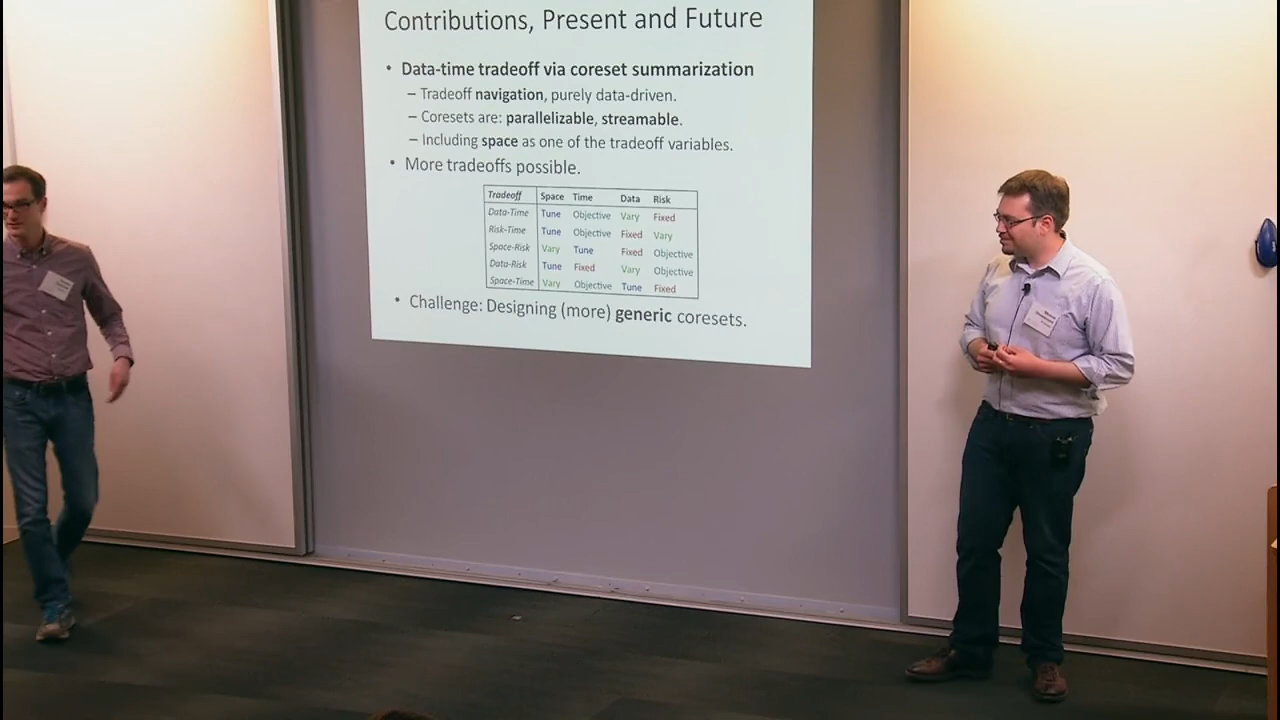 Contributions, Present and Future
• Data-time tradeoff via coreset summarization
– Tradeoff navigation, purely data-driven.
– Coresets are: parallelizable, streamable.
– Including space as one of the tradeoff variables.
• More tradeoffs possible.
Tradeoff Space Time Data Risk
Data-Time Tune Objective Vary Fixed
Risk-Time Tune Objective Fixed Vary
Space-Risk Vary Tune Fixed Objective
Data-Risk Tune Fixed Vary Objective
Space-Time Vary Objective Tune Fixed
• Challenge: Designing (more) generic coresets.